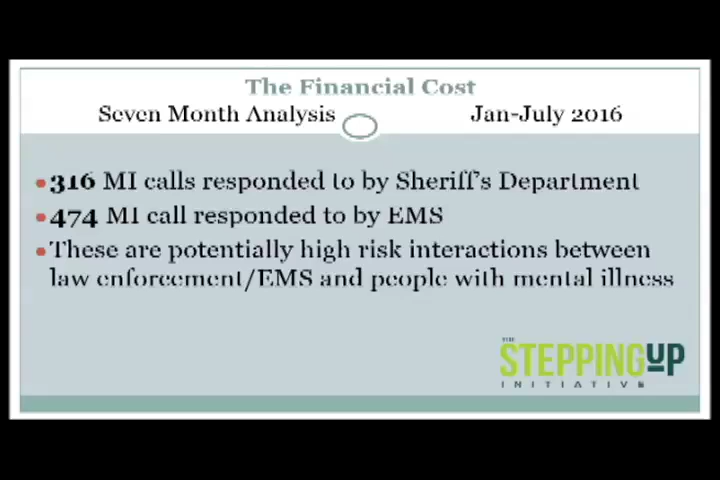 The Financial Cost
Seven Month Analysis Jan-July 2016
316 MI calls responded to by Sheriff's Department
474 MI call responded to by EMS
These are potentially high risk interactions between
law enforcement/EMS and people with mental illness
THE
STEPPING UP
INITIATIVE